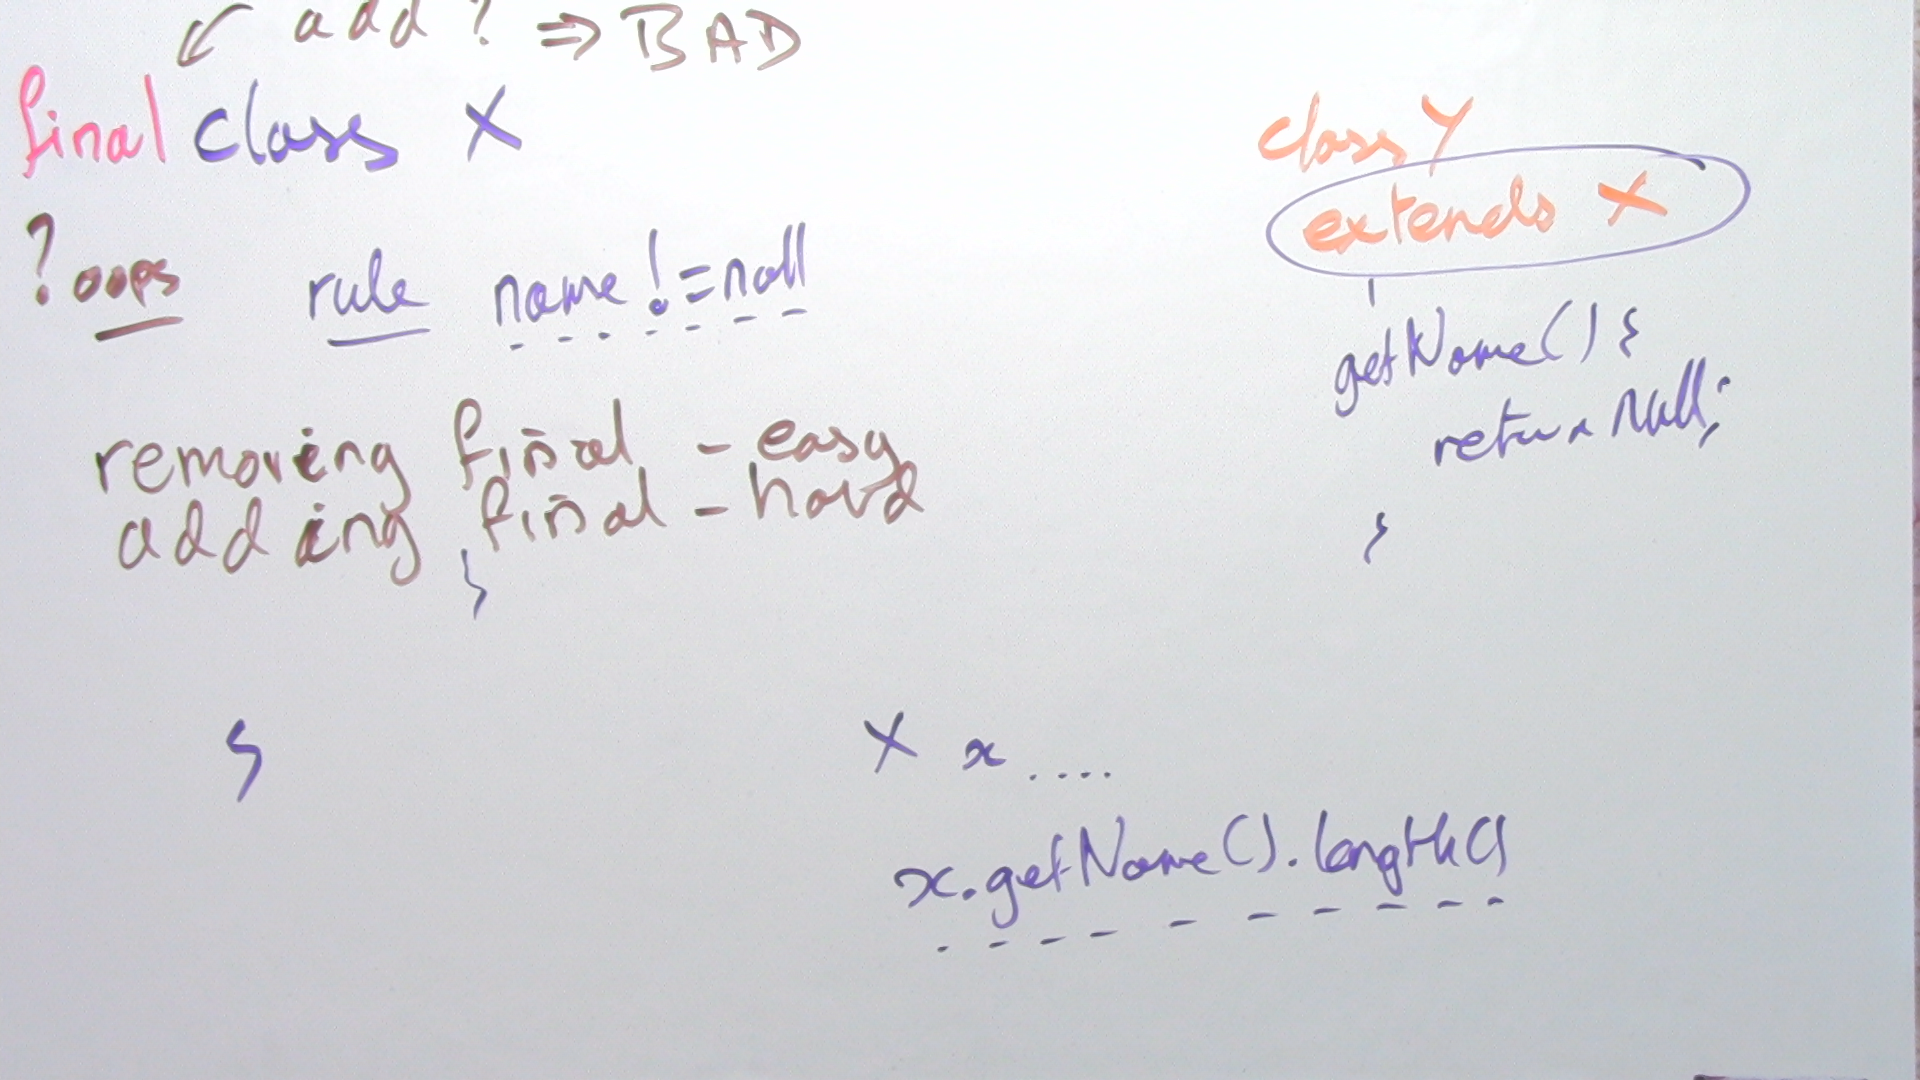 add? ⇒ BAD
final class X
? oops rule name != null
removing final - easy
adding final - hard
}
}
class Y
extends X
getName() {
return null;
}
X x ....
x.getName().length()